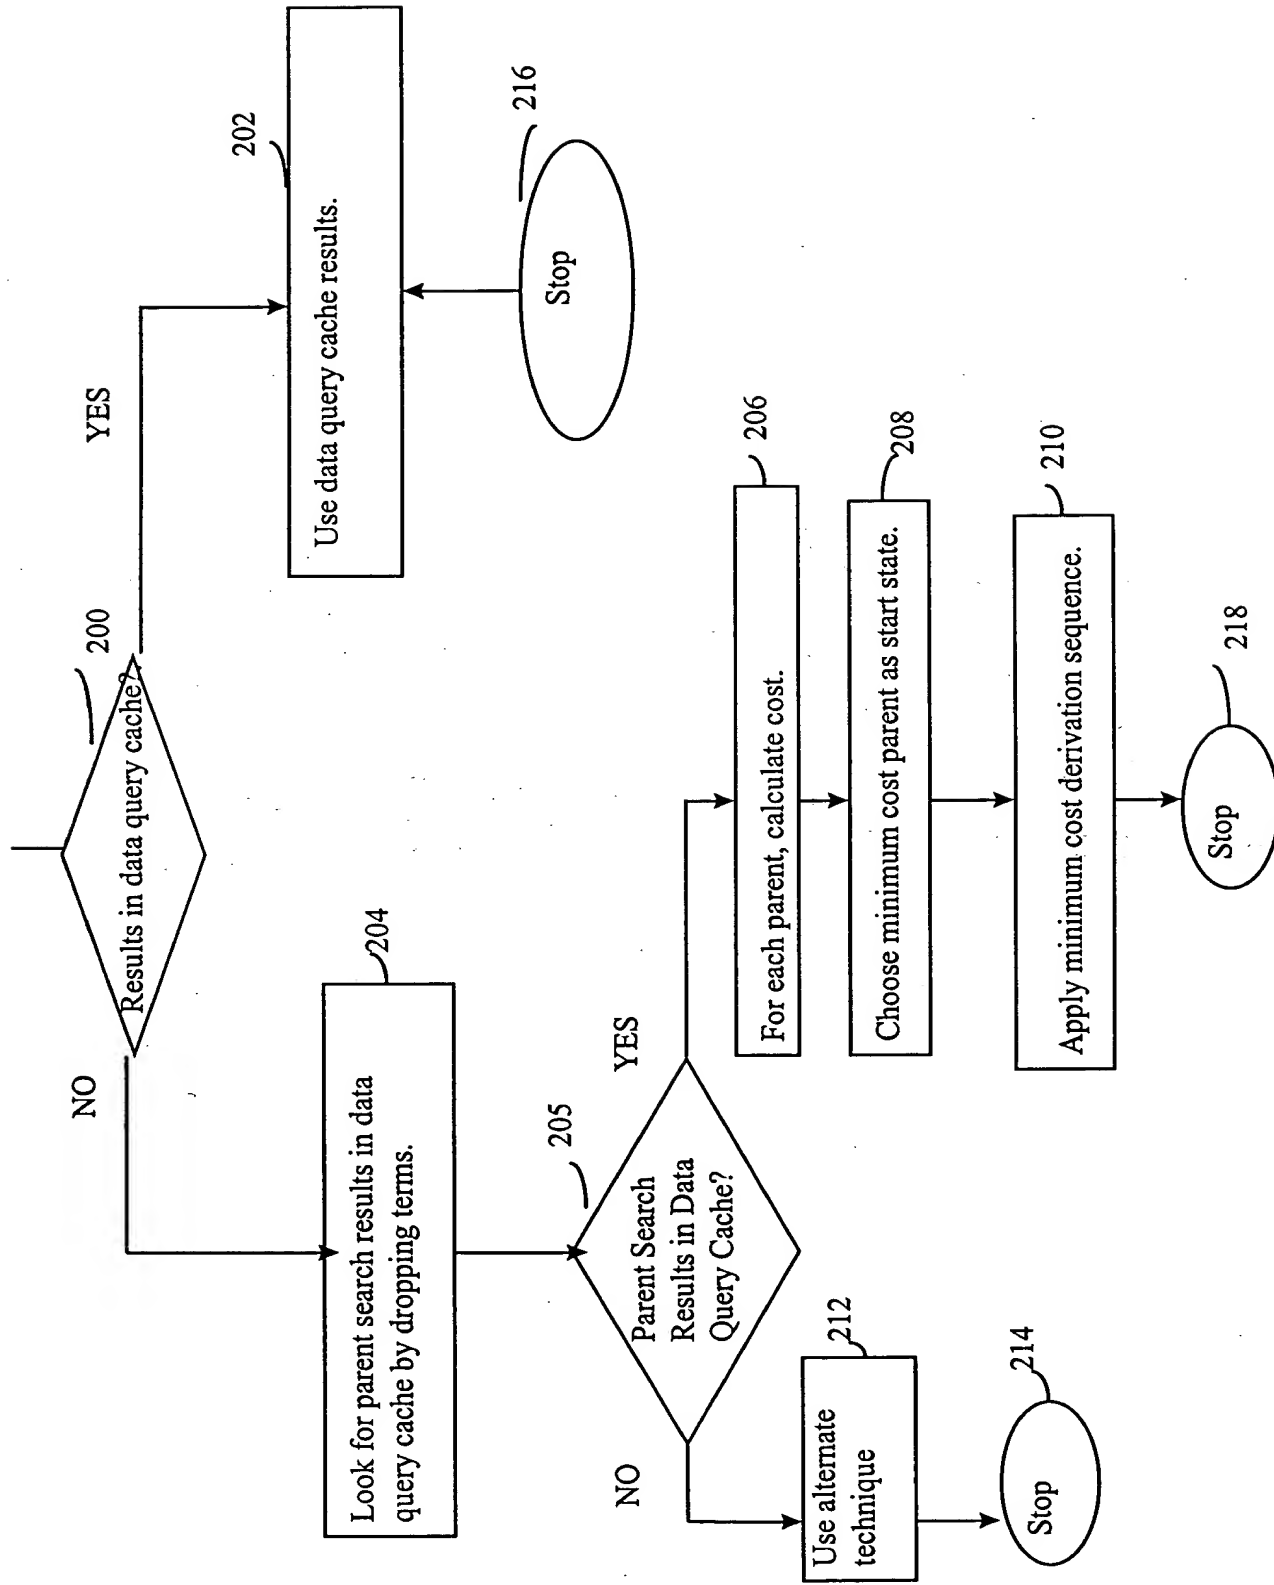 200
Results in data query cache?
NO
YES
202
Use data query cache results.
216
Stop
204
Look for parent search results in data
query cache by dropping terms.
205
Parent Search
Results in Data
Query Cache?
NO
YES
206
For each parent, calculate cost.
208
Choose minimum cost parent as start state.
210
Apply minimum cost derivation sequence.
218
Stop
212
Use alternate
technique
214
Stop